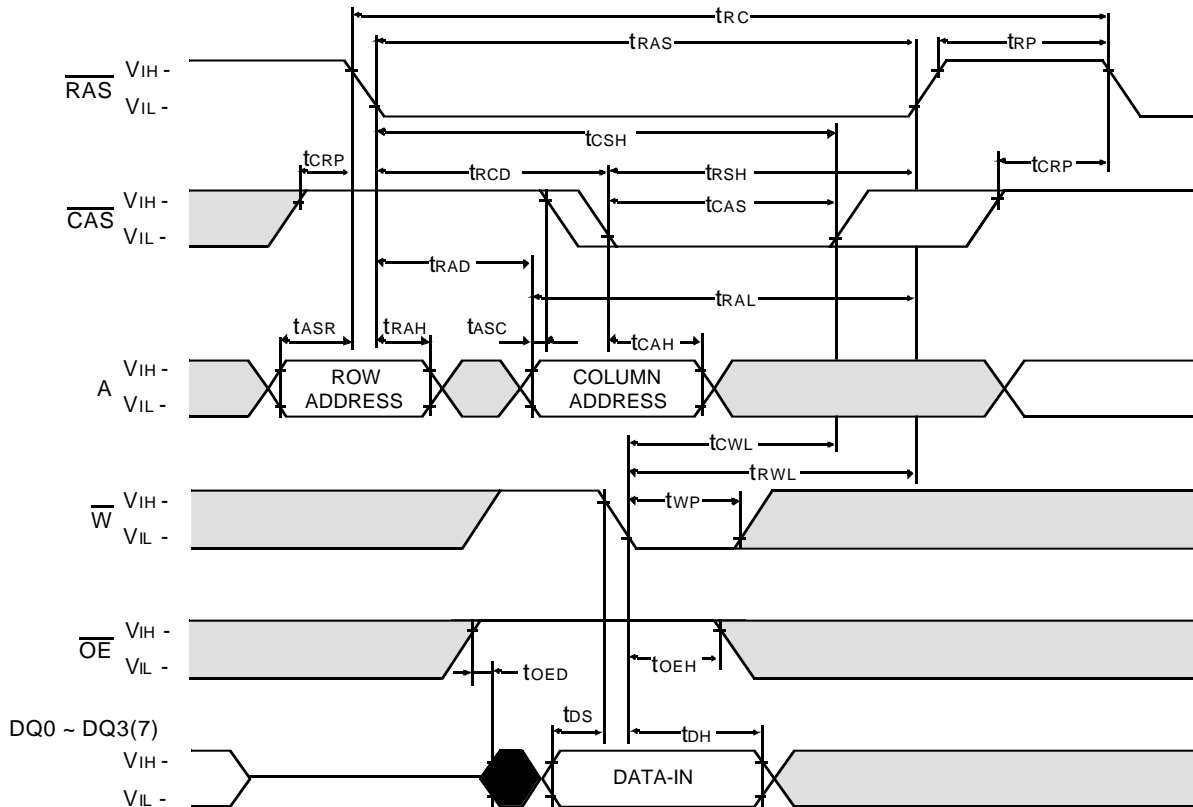 tRC
tRAS
tRP
RAS
VIH -
VIL -
tCSH
tCRP
tRCD
tRSH
tCRP
CAS
VIH -
VIL -
tCAS
tRAD
tRAL
tASR
tRAH
tASC
tCAH
A
VIH -
VIL -
ROW
ADDRESS
COLUMN
ADDRESS
tCWL
tRWL
W
VIH -
VIL -
tWP
OE
VIH -
VIL -
tOED
tOEH
DQ0 ~ DQ3(7)
tDS
tDH
VIH -
VIL -
DATA-IN